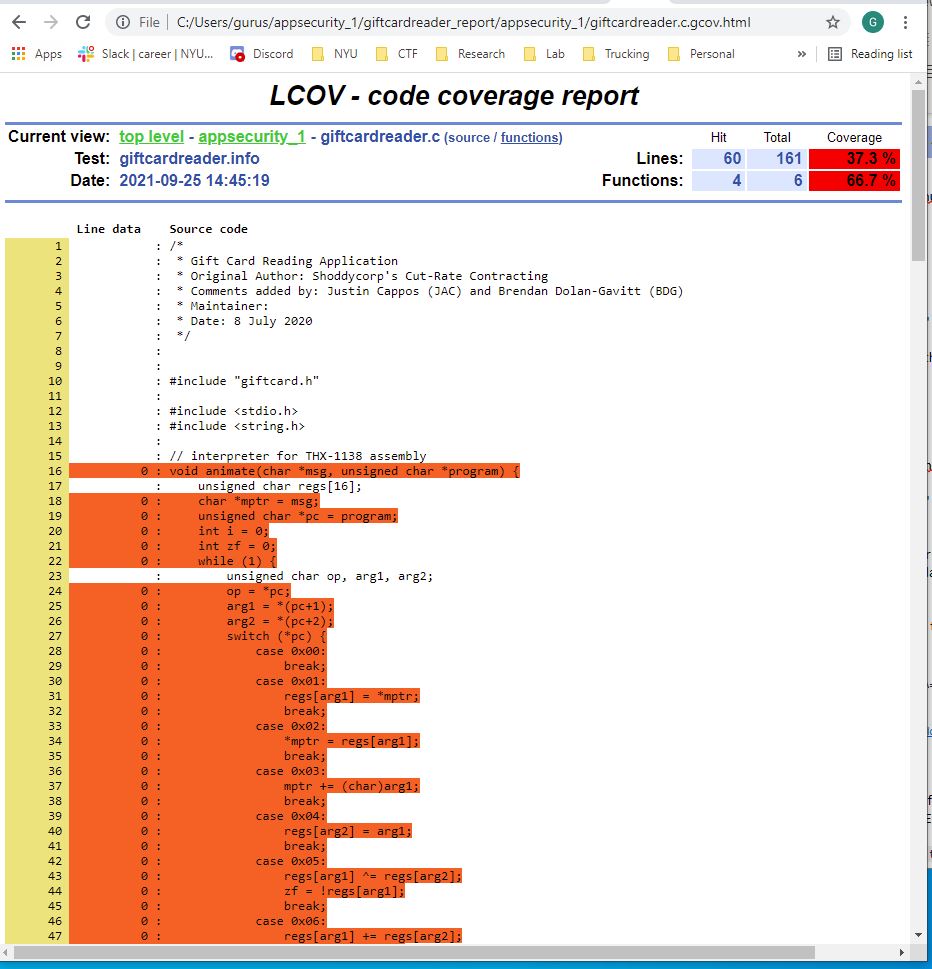 File C:/Users/gurus/appsecurity_1/giftcardreader_report/appsecurity_1/giftcardreader.c.gcov.html G
Apps Slack | career | NYU... Discord NYU CTF Research Lab Trucking Personal » Reading list
LCOV - code coverage report
Current view: top level - appsecurity_1 - giftcardreader.c (source / functions) Hit Total Coverage
Test: giftcardreader.info Lines: 60 161 37.3 %
Date: 2021-09-25 14:45:19 Functions: 4 6 66.7 %
Line data Source code
1 : /*
2 : * Gift Card Reading Application
3 : * Original Author: Shoddycorp's Cut-Rate Contracting
4 : * Comments added by: Justin Cappos (JAC) and Brendan Dolan-Gavitt (BDG)
5 : * Maintainer:
6 : * Date: 8 July 2020
7 : */
8 :
9 :
10 : #include "giftcard.h"
11 :
12 : #include <stdio.h>
13 : #include <string.h>
14 :
15 : // interpreter for THX-1138 assembly
16 0 : void animate(char *msg, unsigned char *program) {
17 : unsigned char regs[16];
18 0 : char *mptr = msg;
19 0 : unsigned char *pc = program;
20 0 : int i = 0;
21 0 : int zf = 0;
22 0 : while (1) {
23 : unsigned char op, arg1, arg2;
24 0 : op = *pc;
25 0 : arg1 = *(pc+1);
26 0 : arg2 = *(pc+2);
27 0 : switch (*pc) {
28 0 : case 0x00:
29 0 : break;
30 0 : case 0x01:
31 0 : regs[arg1] = *mptr;
32 0 : break;
33 0 : case 0x02:
34 0 : *mptr = regs[arg1];
35 0 : break;
36 0 : case 0x03:
37 0 : mptr += (char)arg1;
38 0 : break;
39 0 : case 0x04:
40 0 : regs[arg2] = arg1;
41 0 : break;
42 0 : case 0x05:
43 0 : regs[arg1] ^= regs[arg2];
44 0 : zf = !regs[arg1];
45 0 : break;
46 0 : case 0x06:
47 0 : regs[arg1] += regs[arg2];